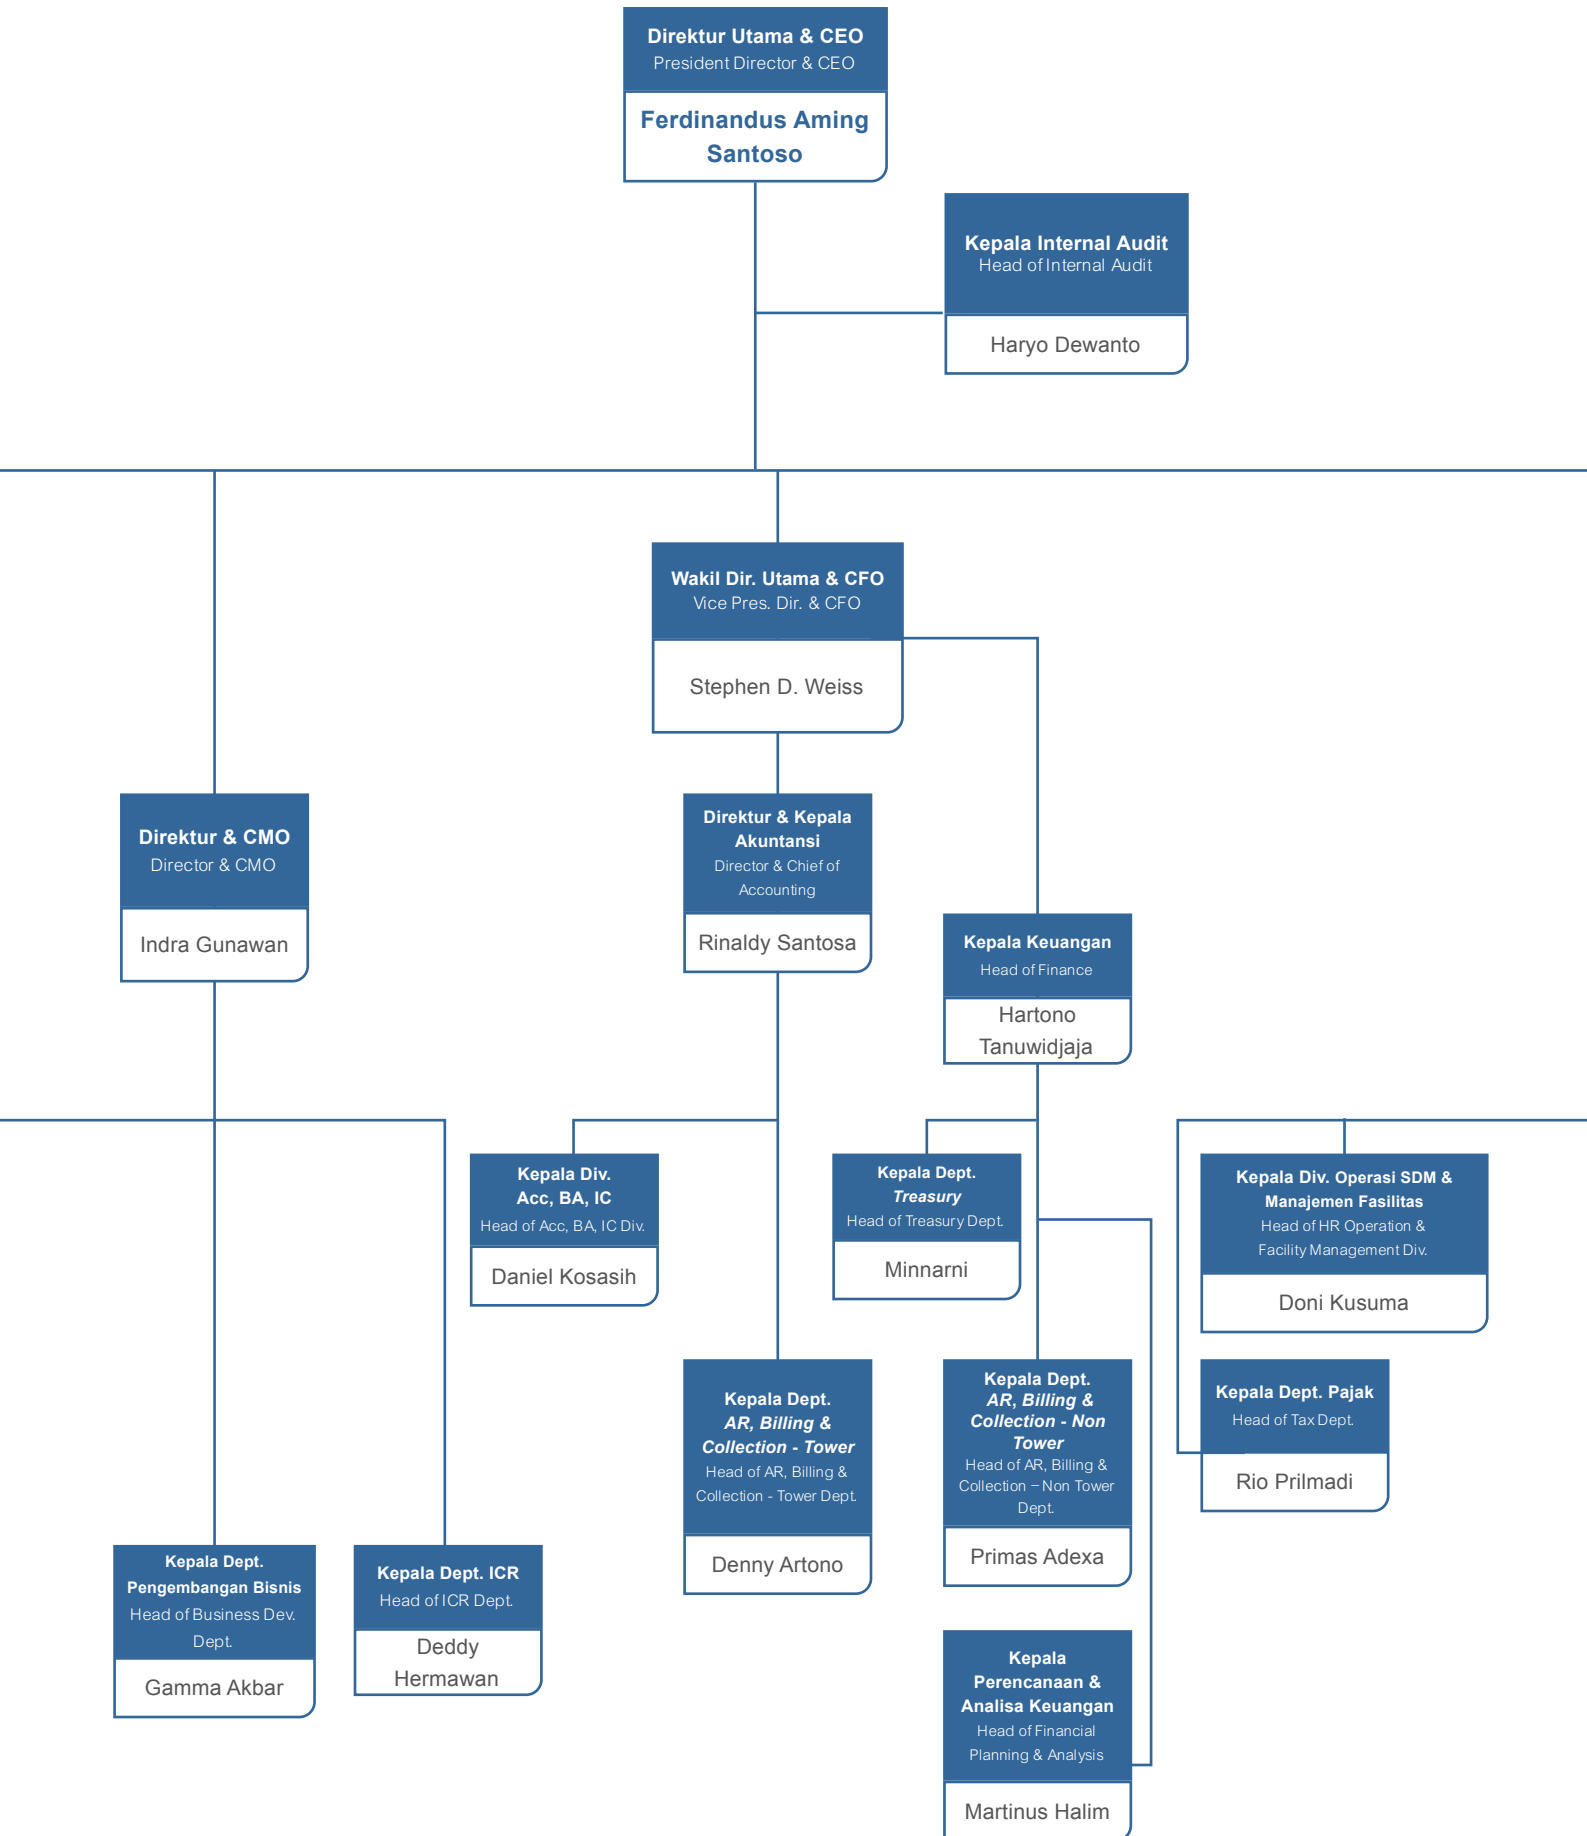 Direktur Utama & CEO
President Director & CEO
Ferdinandus Aming
Santoso
Kepala Internal Audit
Head of Internal Audit
Haryo Dewanto
Wakil Dir. Utama & CFO
Vice Pres. Dir. & CFO
Stephen D. Weiss
Direktur & CMO
Director & CMO
Indra Gunawan
Direktur & Kepala
Akuntansi
Director & Chief of
Accounting
Rinaldy Santosa
Kepala Keuangan
Head of Finance
Hartono
Tanuwidjaja
Kepala Div.
Acc, BA, IC
Head of Acc, BA, IC Div.
Daniel Kosasih
Kepala Dept.
Treasury
Head of Treasury Dept.
Minnarni
Kepala Div. Operasi SDM &
Manajemen Fasilitas
Head of HR Operation &
Facility Management Div.
Doni Kusuma
Kepala Dept.
AR, Billing &
Collection - Tower
Head of AR, Billing &
Collection - Tower Dept.
Denny Artono
Kepala Dept.
AR, Billing &
Collection - Non
Tower
Head of AR, Billing &
Collection – Non Tower
Dept.
Primas Adexa
Kepala Dept. Pajak
Head of Tax Dept.
Rio Prilmadi
Kepala Dept.
Pengembangan Bisnis
Head of Business Dev.
Dept.
Gamma Akbar
Kepala Dept. ICR
Head of ICR Dept.
Deddy
Hermawan
Kepala
Perencanaan &
Analisa Keuangan
Head of Financial
Planning & Analysis
Martinus Halim